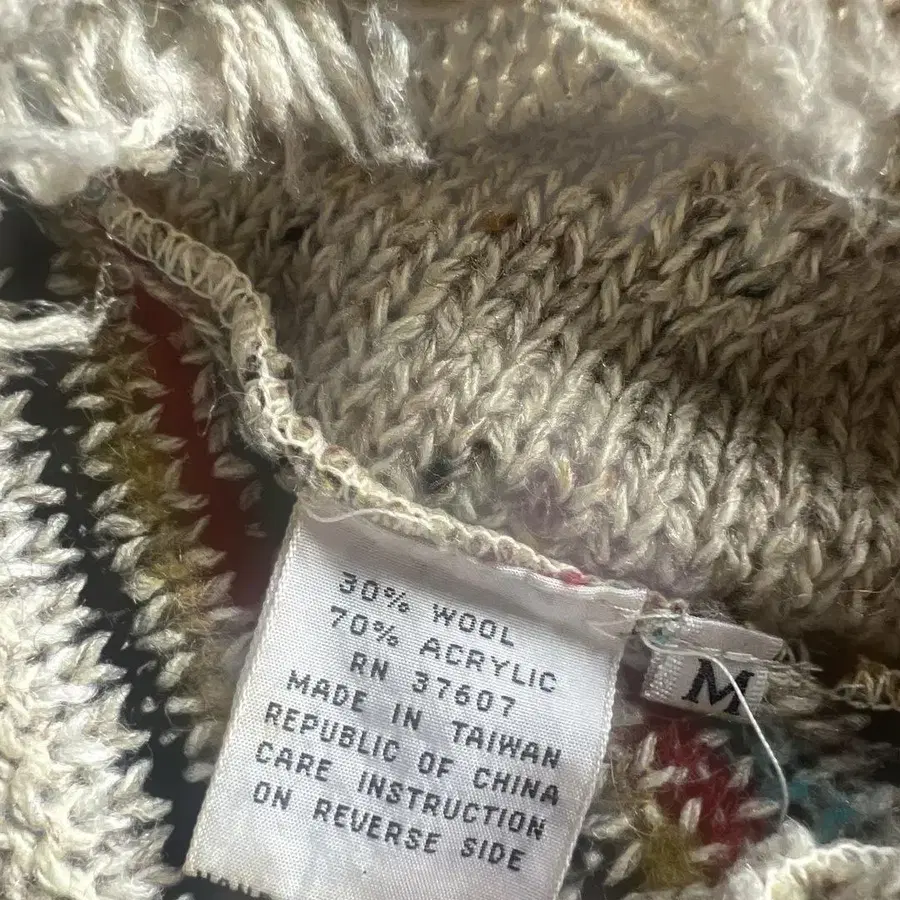 30% WOOL
70% ACRYLIC
RN 37607
MADE IN TAIWAN
REPUBLIC OF CHINA
CARE INSTRUCTION
ON REVERSE SIDE
M